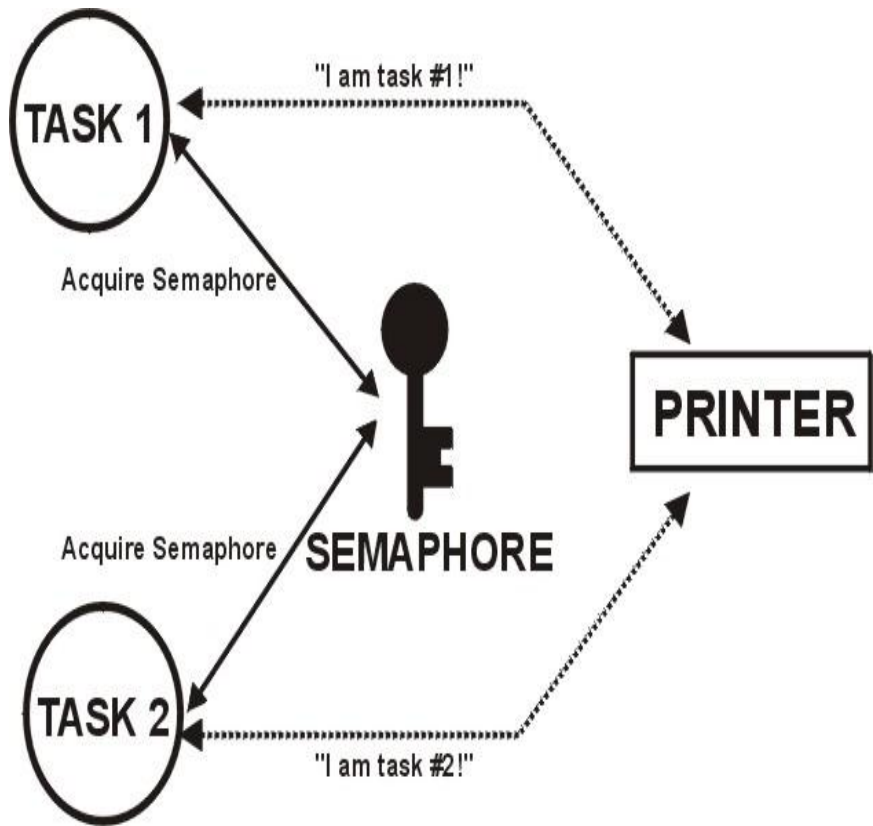 "I am task #1!"
TASK 1
Acquire Semaphore
PRINTER
Acquire Semaphore
SEMAPHORE
TASK 2
"I am task #2!"